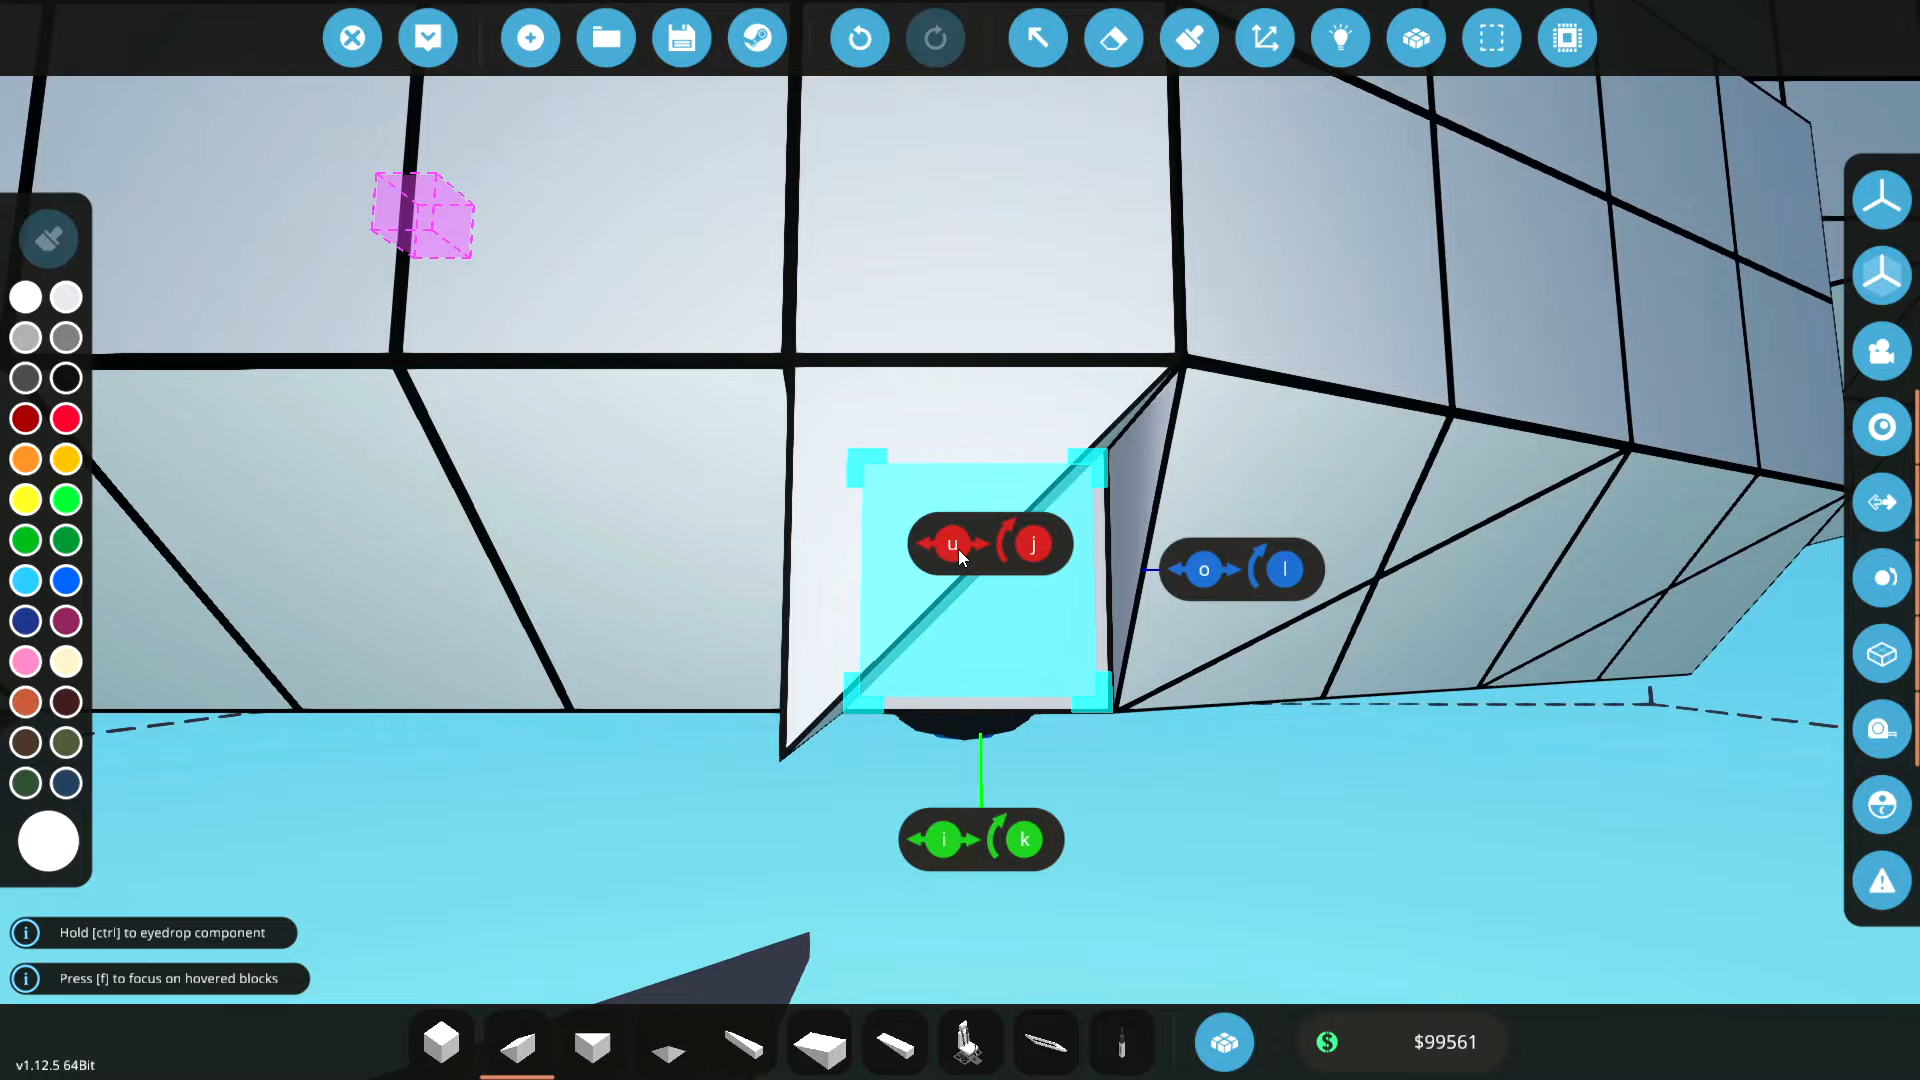 u j
o l
i k
Hold [ctrl] to eyedrop component
Press [f] to focus on hovered blocks
v1.12.5 64Bit
$ $99561